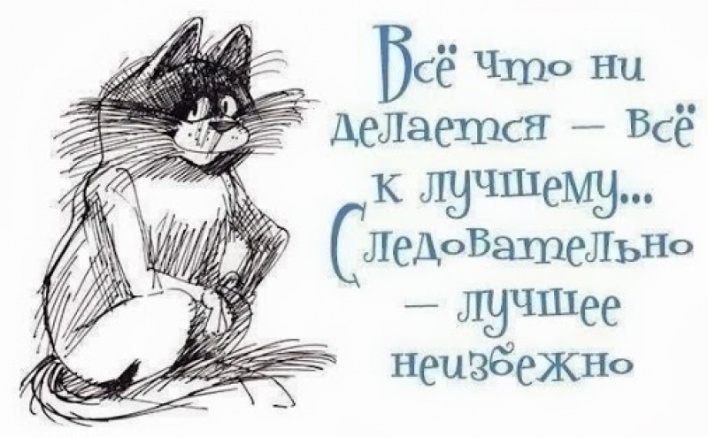 Всё что ни
делается — всё
к лучшему...
Следовательно
— лучшее
неизбежно